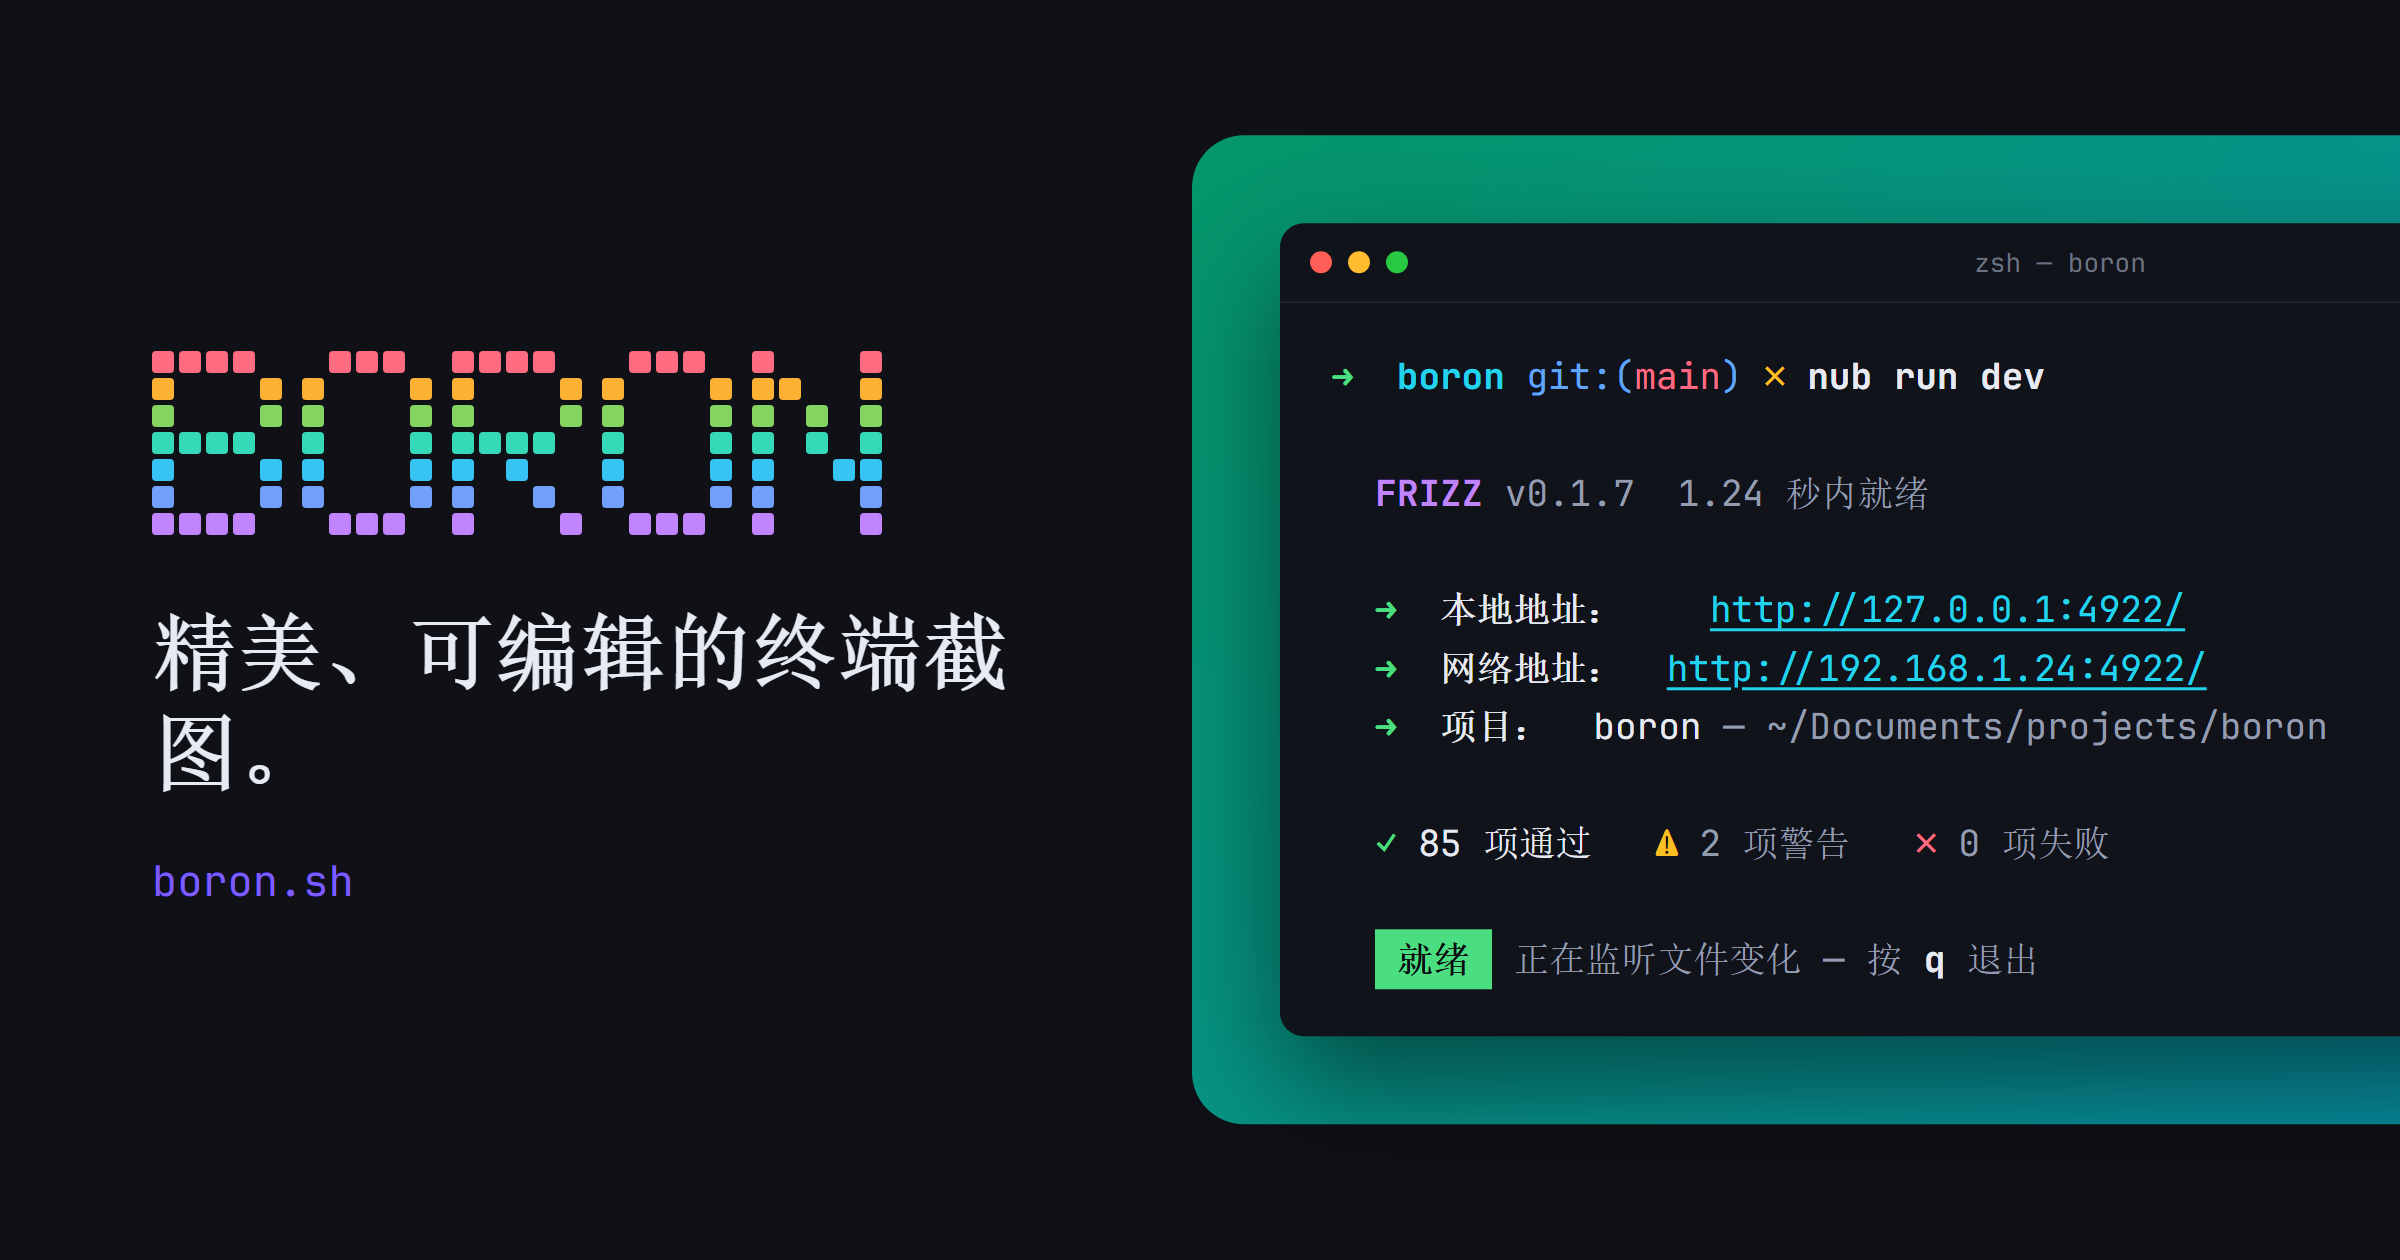 BORON
精美、可编辑的终端截
图。
boron.sh
zsh — boron
➜ boron git:(main) ✕ nub run dev
FRIZZ v0.1.7 1.24 秒内就绪
➜ 本地地址： http://127.0.0.1:4922/
➜ 网络地址： http://192.168.1.24:4922/
➜ 项目： boron — ~/Documents/projects/boron
✓ 85 项通过 ⚠ 2 项警告 ✕ 0 项失败
就绪 正在监听文件变化 — 按 q 退出